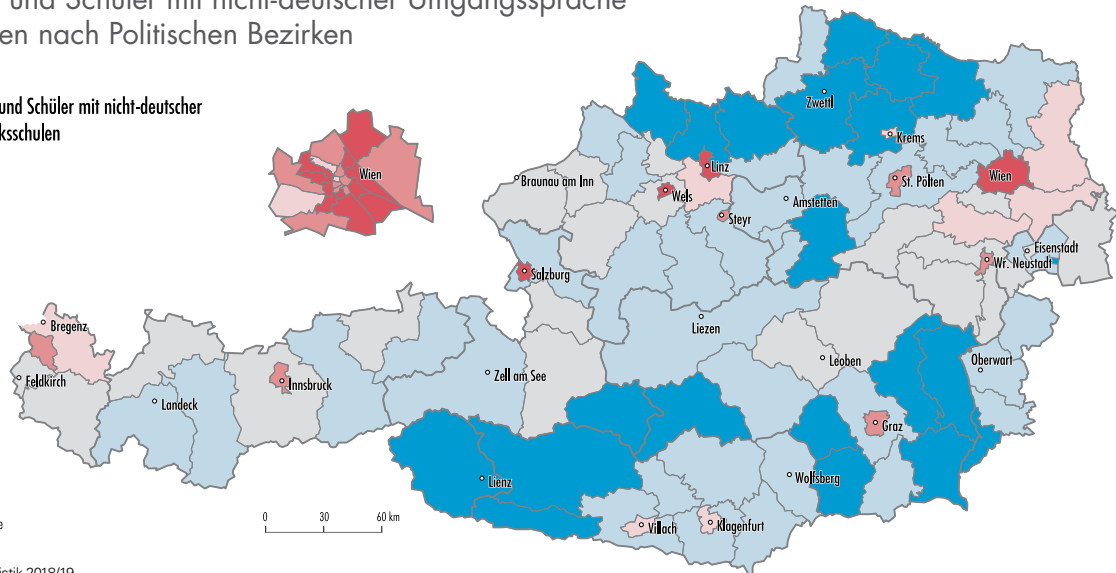 und Schüler mit nicht-deutscher Umgangssprache
en nach Politischen Bezirken
und Schüler mit nicht-deutscher
ksschulen
Wien
Zwettl
Krems
Linz
Braunau am Inn
Wels
St. Pölten
Wien
Amstetten
Steyr
Eisenstadt
Wr. Neustadt
Salzburg
Bregenz
Liezen
Leoben
Oberwart
Feldkirch
Innsbruck
Zell am See
Landeck
Graz
Lienz
Wolfsberg
Villach
Klagenfurt
0 30 60 km
e
istik 2018/19